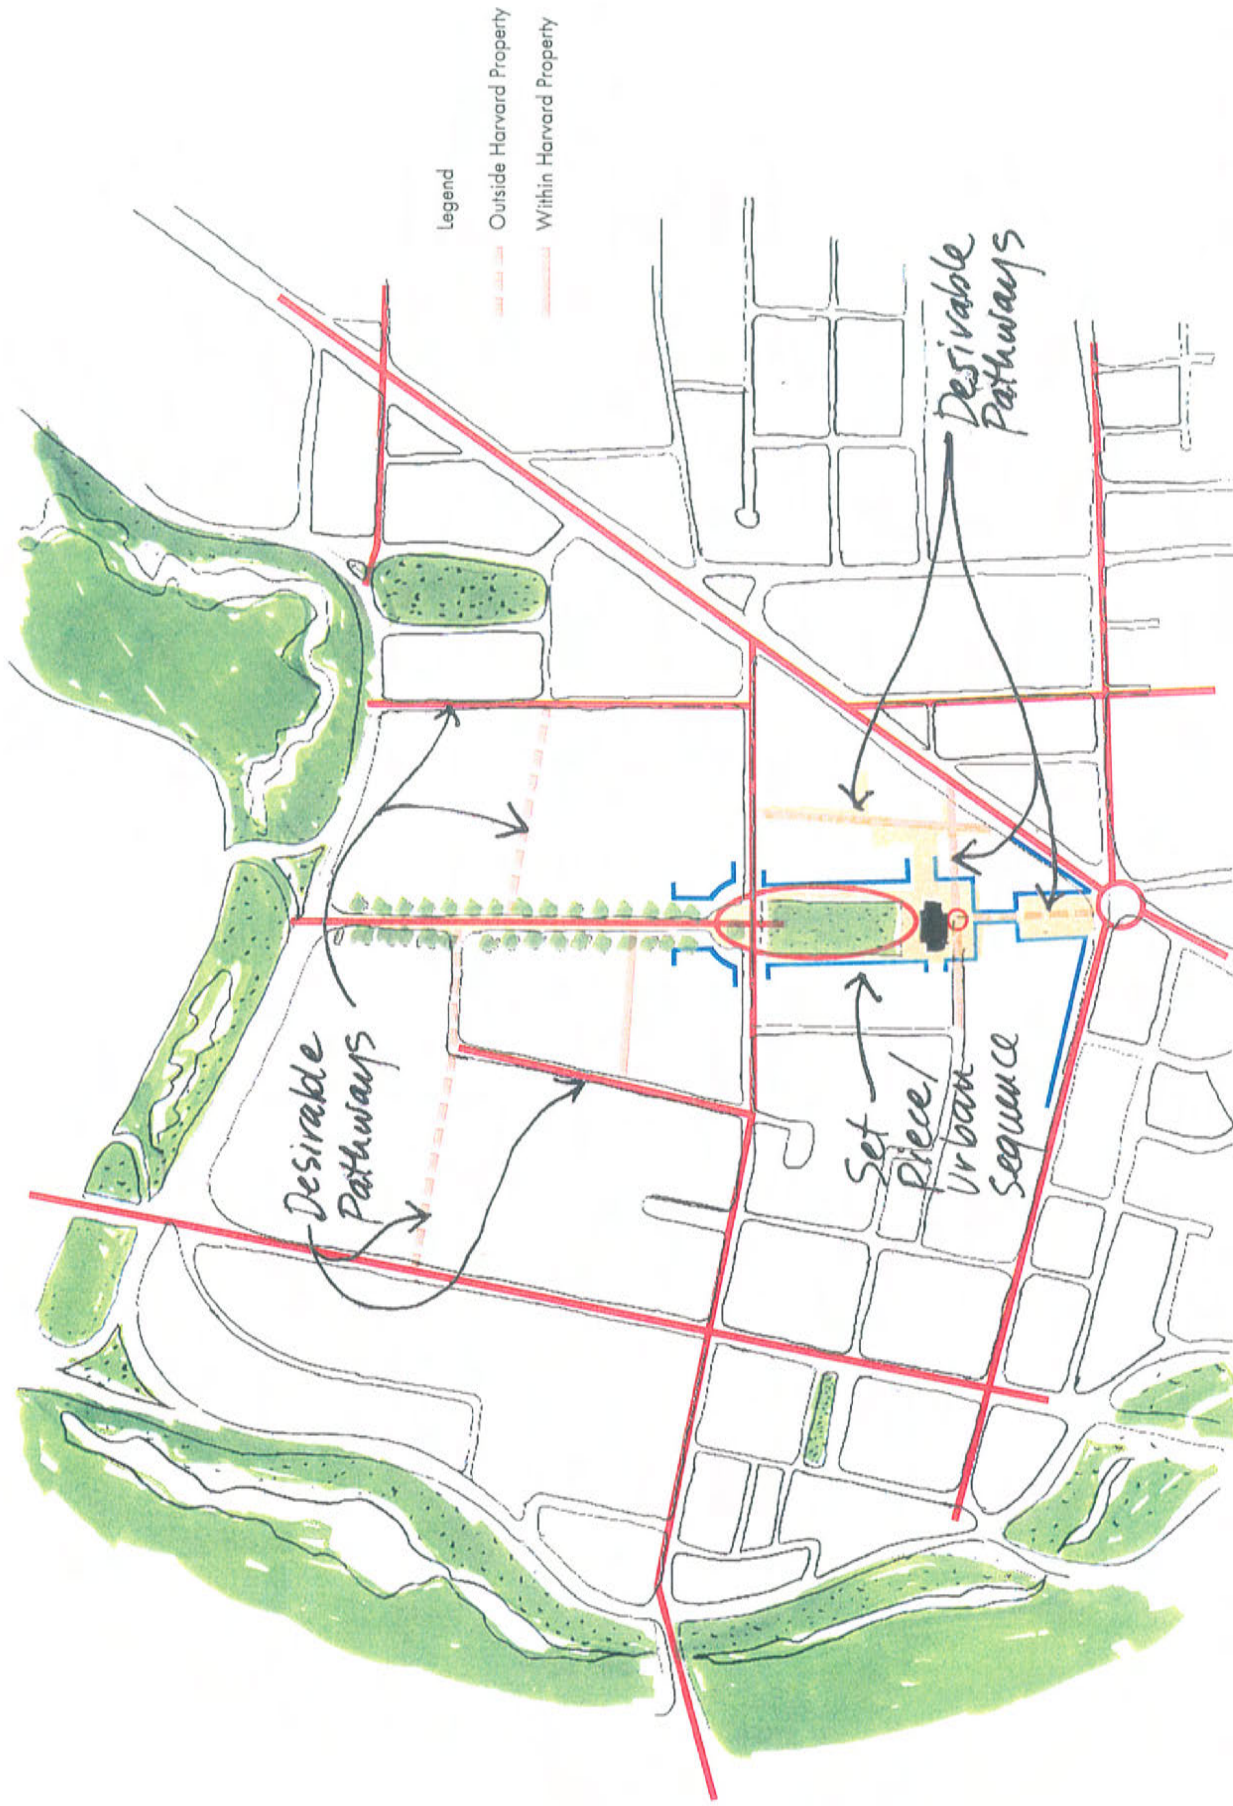 Legend
Outside Harvard Property
Within Harvard Property
Desirable
Pathways
Desirable
Pathways
Set
Piece/
Urban
Sequence